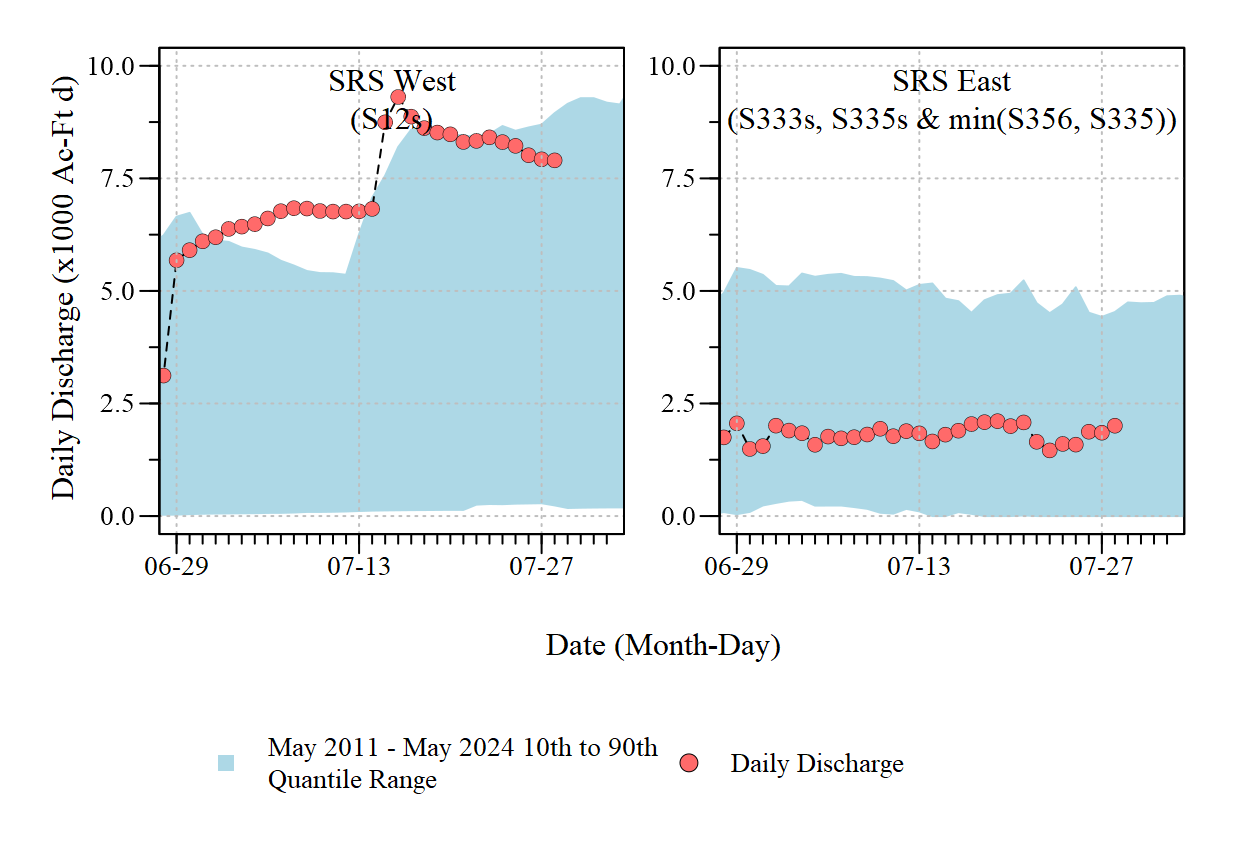 SRS West
(S12s)
SRS East
(S333s, S335s & min(S356, S335))
Daily Discharge (x1000 Ac-Ft d)
10.0
7.5
5.0
2.5
0.0
06-29 07-13 07-27
10.0
7.5
5.0
2.5
0.0
06-29 07-13 07-27
Date (Month-Day)
May 2011 - May 2024 10th to 90th
Quantile Range
Daily Discharge